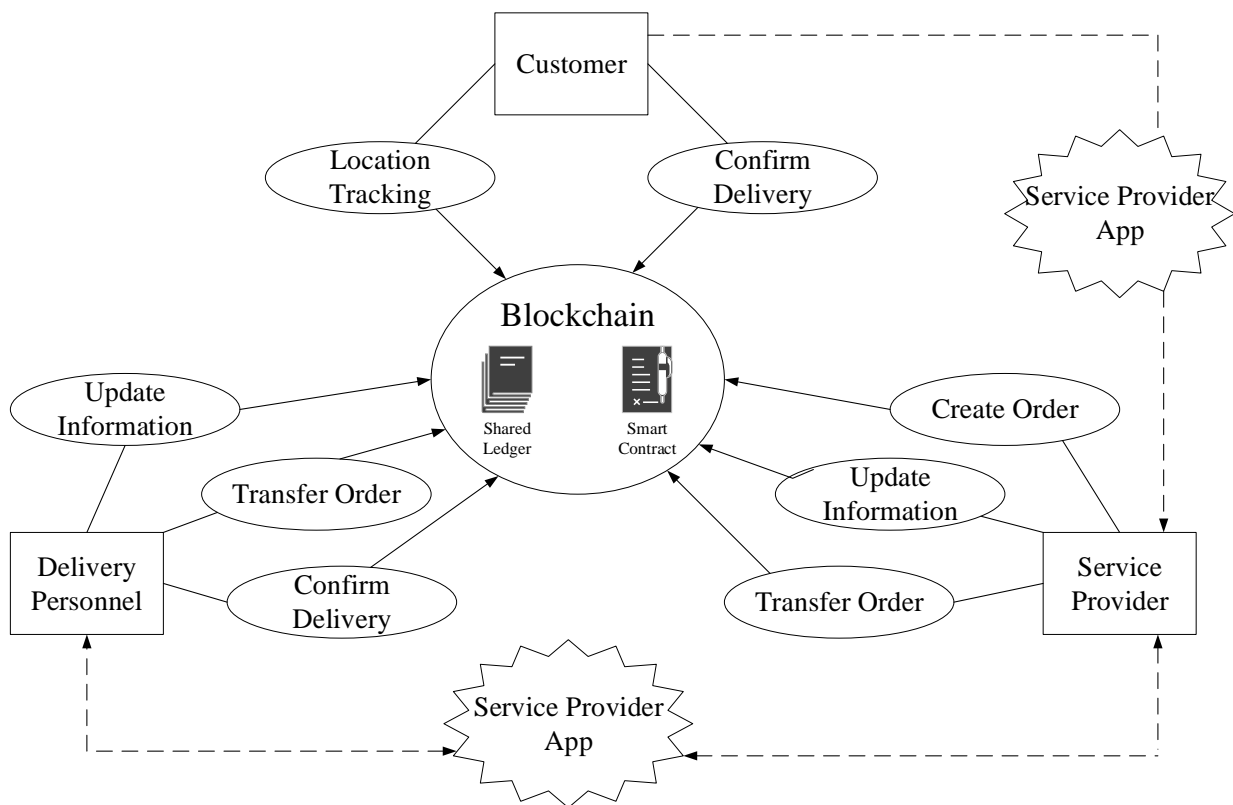 Customer
Location
Tracking
Confirm
Delivery
Service Provider
App
Blockchain
Shared
Ledger
Smart
Contract
Update
Information
Create Order
Transfer Order
Update
Information
Delivery
Personnel
Confirm
Delivery
Transfer Order
Service
Provider
Service Provider
App